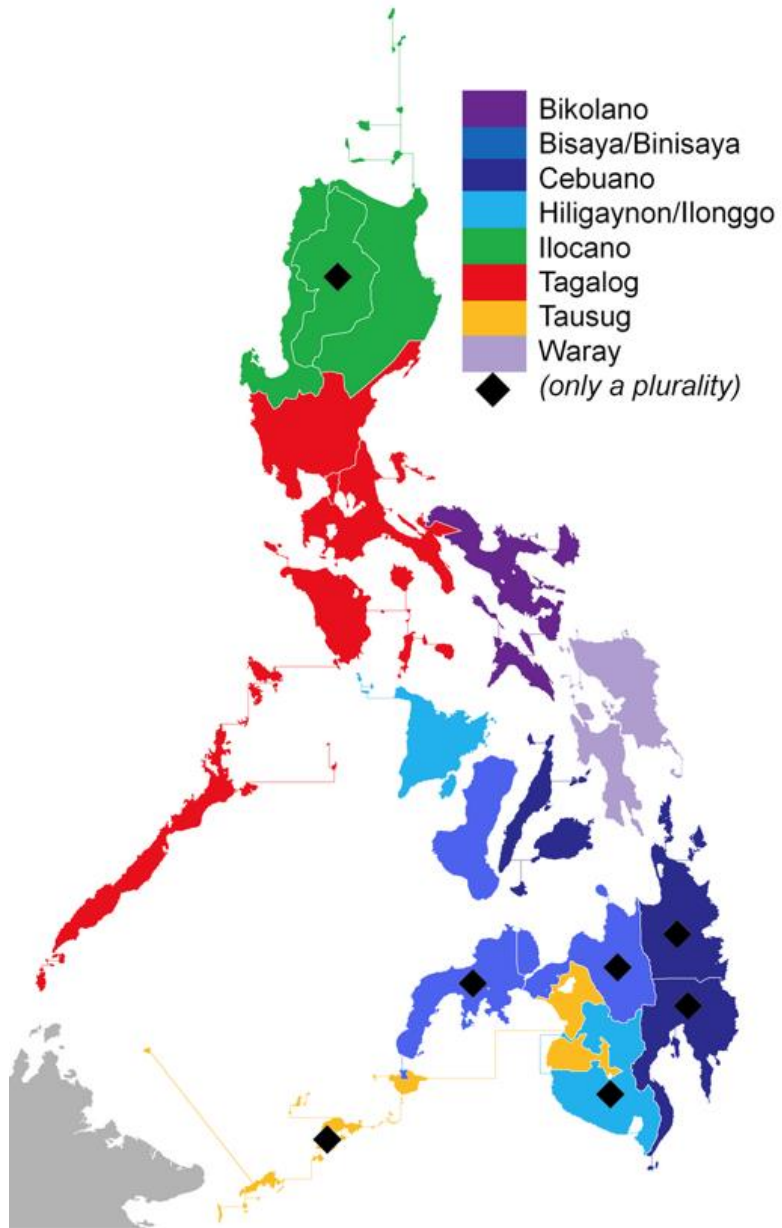 Bikolano
Bisaya/Binisaya
Cebuano
Hiligaynon/Ilonggo
Ilocano
Tagalog
Tausug
Waray
(only a plurality)